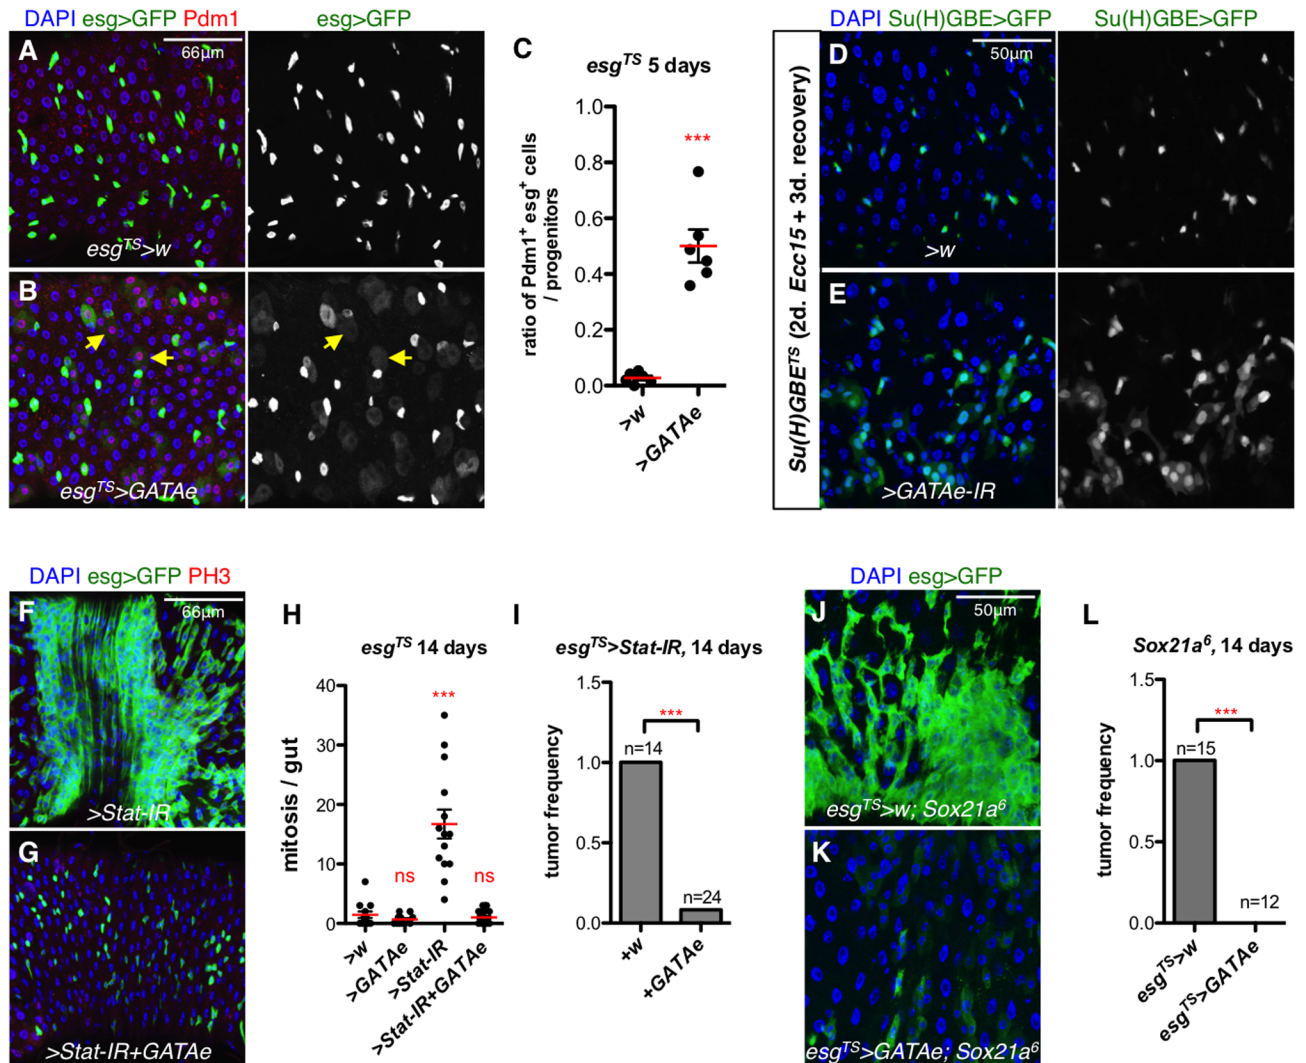 DAPI esg>GFP Pdm1
esg>GFP
A
66µm
esgTS>w
B
esgTS>GATAe
C
esgTS 5 days
ratio of Pdm1+ esg+ cells
/ progenitors
1.0
0.8
0.6
0.4
0.2
0.0
***
>w
>GATAe
DAPI Su(H)GBE>GFP
Su(H)GBE>GFP
Su(H)GBETS (2d. Ecc15 + 3d. recovery)
D
50µm
>w
E
>GATAe-IR
DAPI esg>GFP PH3
F
66µm
>Stat-IR
G
>Stat-IR+GATAe
H
esgTS 14 days
mitosis / gut
40
30
20
10
0
ns
***
ns
>w
>GATAe
>Stat-IR
>Stat-IR+GATAe
I
esgTS>Stat-IR, 14 days
tumor frequency
1.5
1.0
0.5
0.0
***
n=14
n=24
+w
+GATAe
DAPI esg>GFP
J
50µm
esgTS>w; Sox21a6
K
esgTS>GATAe; Sox21a6
L
Sox21a6, 14 days
tumor frequency
1.5
1.0
0.5
0.0
***
n=15
n=12
esgTS>w
esgTS>GATAe